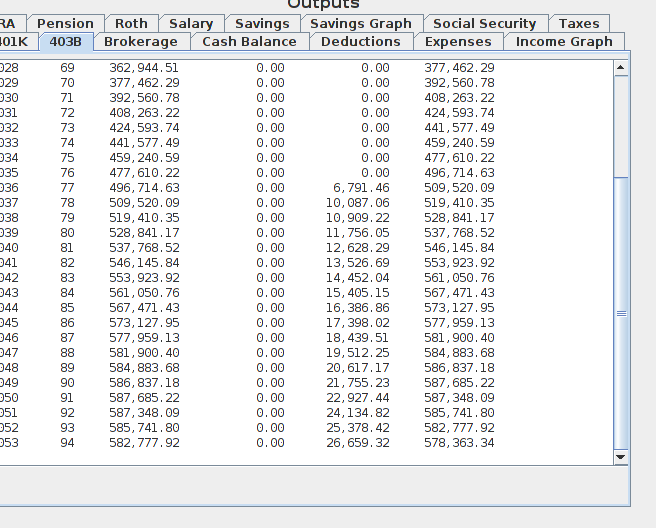 Outputs
RA Pension Roth Salary Savings Savings Graph Social Security Taxes
401K 403B Brokerage Cash Balance Deductions Expenses Income Graph
028 69 362,944.51 0.00 0.00 377,462.29
029 70 377,462.29 0.00 0.00 392,560.78
030 71 392,560.78 0.00 0.00 408,263.22
031 72 408,263.22 0.00 0.00 424,593.74
032 73 424,593.74 0.00 0.00 441,577.49
033 74 441,577.49 0.00 0.00 459,240.59
034 75 459,240.59 0.00 0.00 477,610.22
035 76 477,610.22 0.00 0.00 496,714.63
036 77 496,714.63 0.00 6,791.46 509,520.09
037 78 509,520.09 0.00 10,087.06 519,410.35
038 79 519,410.35 0.00 10,909.22 528,841.17
039 80 528,841.17 0.00 11,756.05 537,768.52
040 81 537,768.52 0.00 12,628.29 546,145.84
041 82 546,145.84 0.00 13,526.69 553,923.92
042 83 553,923.92 0.00 14,452.04 561,050.76
043 84 561,050.76 0.00 15,405.15 567,471.43
044 85 567,471.43 0.00 16,386.86 573,127.95
045 86 573,127.95 0.00 17,398.02 577,959.13
046 87 577,959.13 0.00 18,439.51 581,900.40
047 88 581,900.40 0.00 19,512.25 584,883.68
048 89 584,883.68 0.00 20,617.17 586,837.18
049 90 586,837.18 0.00 21,755.23 587,685.22
050 91 587,685.22 0.00 22,927.44 587,348.09
051 92 587,348.09 0.00 24,134.82 585,741.80
052 93 585,741.80 0.00 25,378.42 582,777.92
053 94 582,777.92 0.00 26,659.32 578,363.34